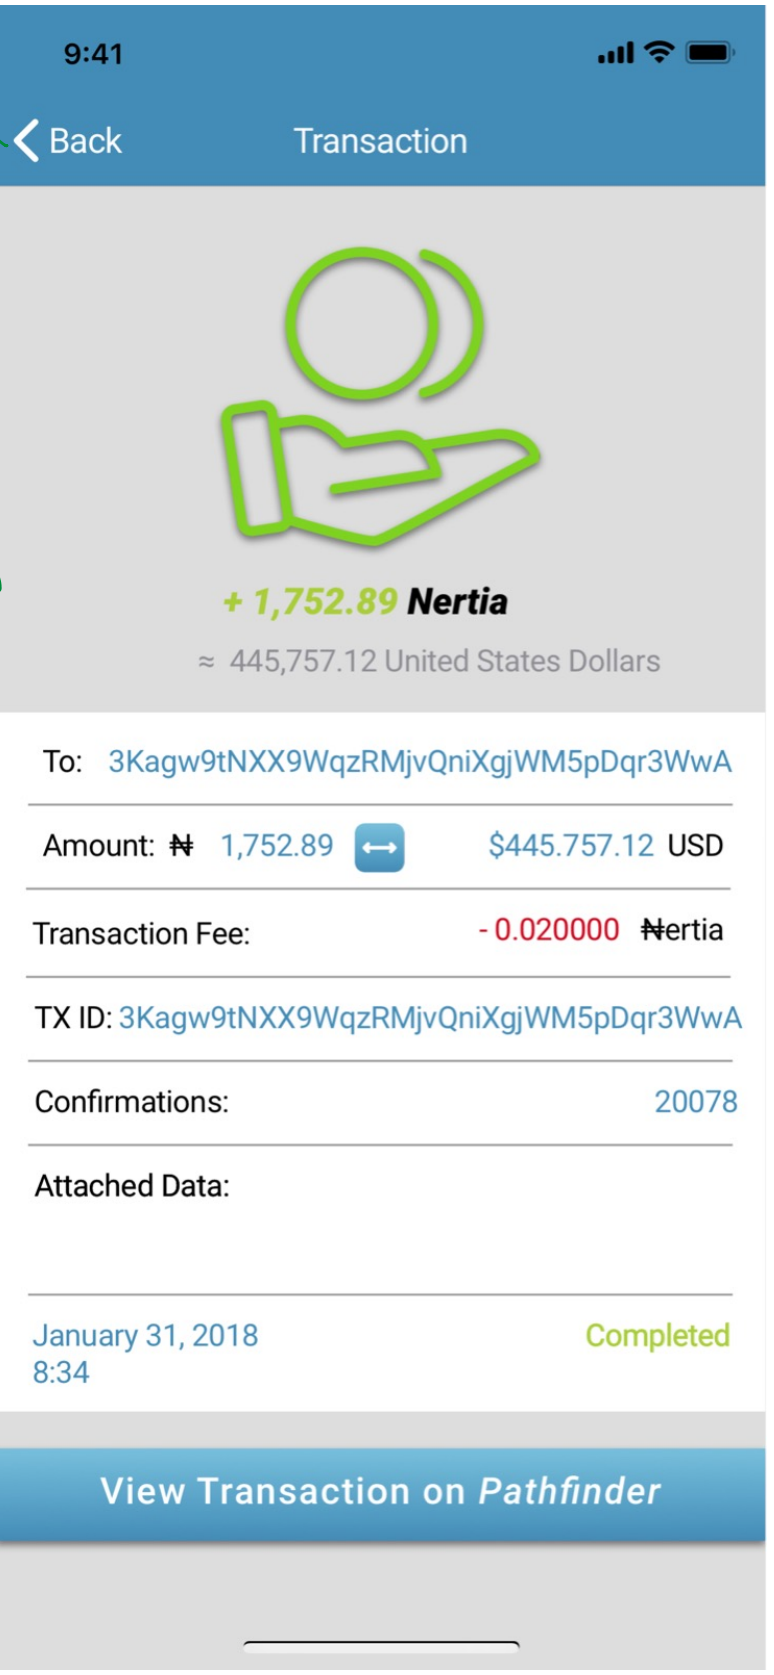 9:41
Back Transaction
+ 1,752.89 Nertia
≈ 445,757.12 United States Dollars
To: 3Kagw9tNXX9WqzRMjvQniXgjWM5pDqr3WwA
Amount: ₦ 1,752.89 $445.757.12 USD
Transaction Fee: - 0.020000 ₦ertia
TX ID: 3Kagw9tNXX9WqzRMjvQniXgjWM5pDqr3WwA
Confirmations: 20078
Attached Data:
January 31, 2018 Completed
8:34
View Transaction on Pathfinder